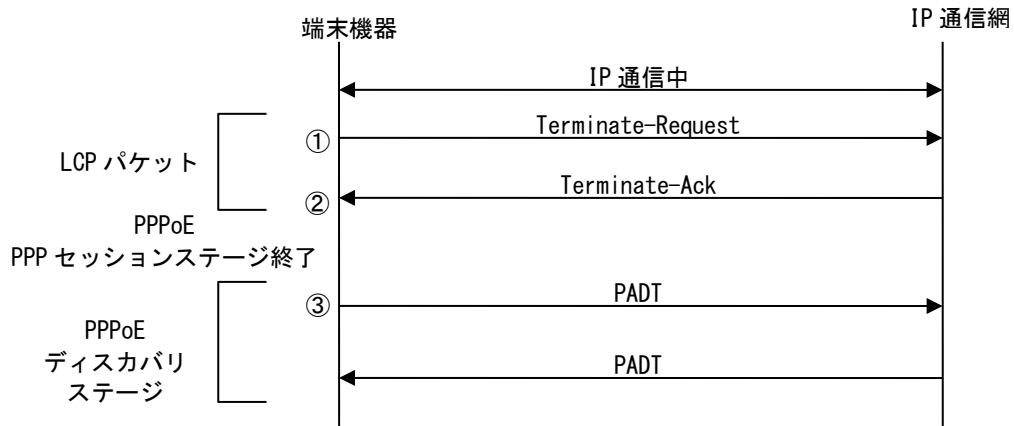 端末機器
IP 通信網
IP 通信中
① Terminate-Request
LCP パケット
② Terminate-Ack
PPPoE
PPP セッションステージ終了
③ PADT
PPPoE
ディスカバリ
ステージ
PADT